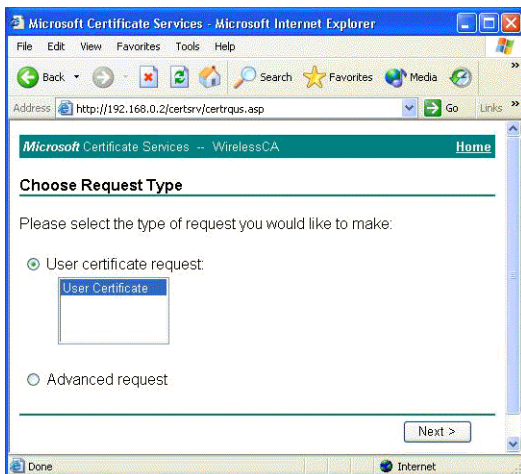 Microsoft Certificate Services - Microsoft Internet Explorer
File Edit View Favorites Tools Help
Back Search Favorites Media
Address http://192.168.0.2/certsrv/certrqus.asp Go Links
Microsoft Certificate Services -- WirelessCA Home
Choose Request Type
Please select the type of request you would like to make:
User certificate request:
User Certificate
Advanced request
Next >
Done Internet